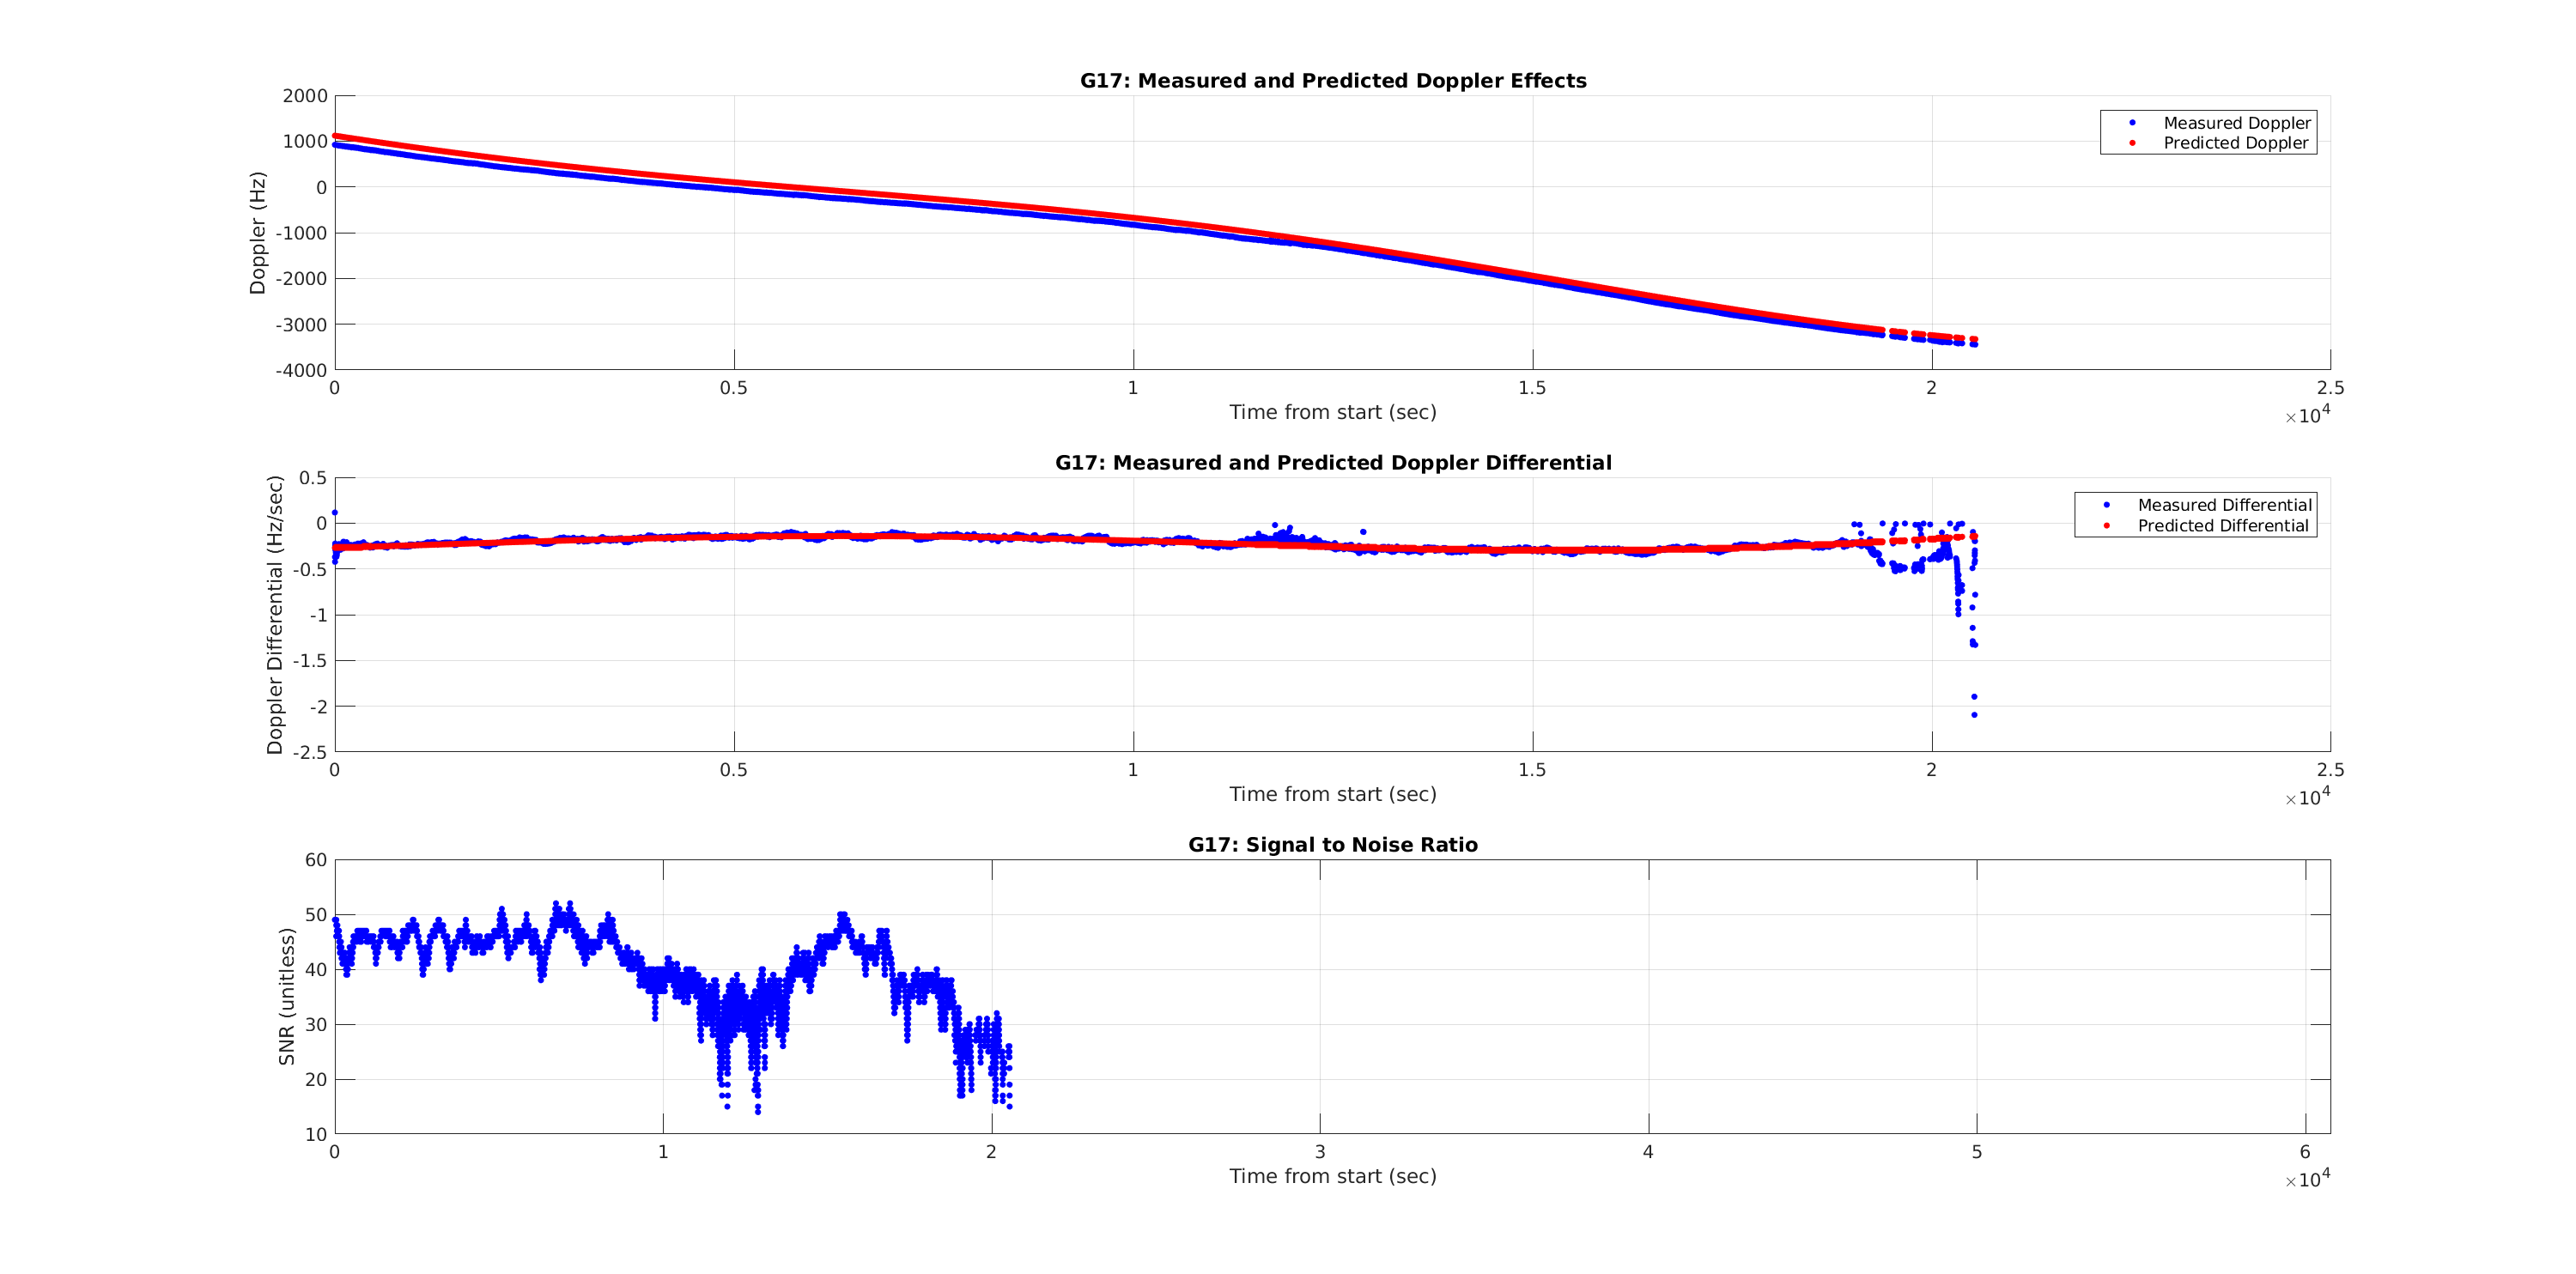 G17: Measured and Predicted Doppler Effects
2000
1000
0
-1000
-2000
-3000
-4000
Doppler (Hz)
Measured Doppler
Predicted Doppler
0 0.5 1 1.5 2 2.5
Time from start (sec)
×10^4
G17: Measured and Predicted Doppler Differential
0.5
0
-0.5
-1
-1.5
-2
-2.5
Doppler Differential (Hz/sec)
Measured Differential
Predicted Differential
0 0.5 1 1.5 2 2.5
Time from start (sec)
×10^4
G17: Signal to Noise Ratio
60
50
40
30
20
10
SNR (unitless)
0 1 2 3 4 5 6
Time from start (sec)
×10^4